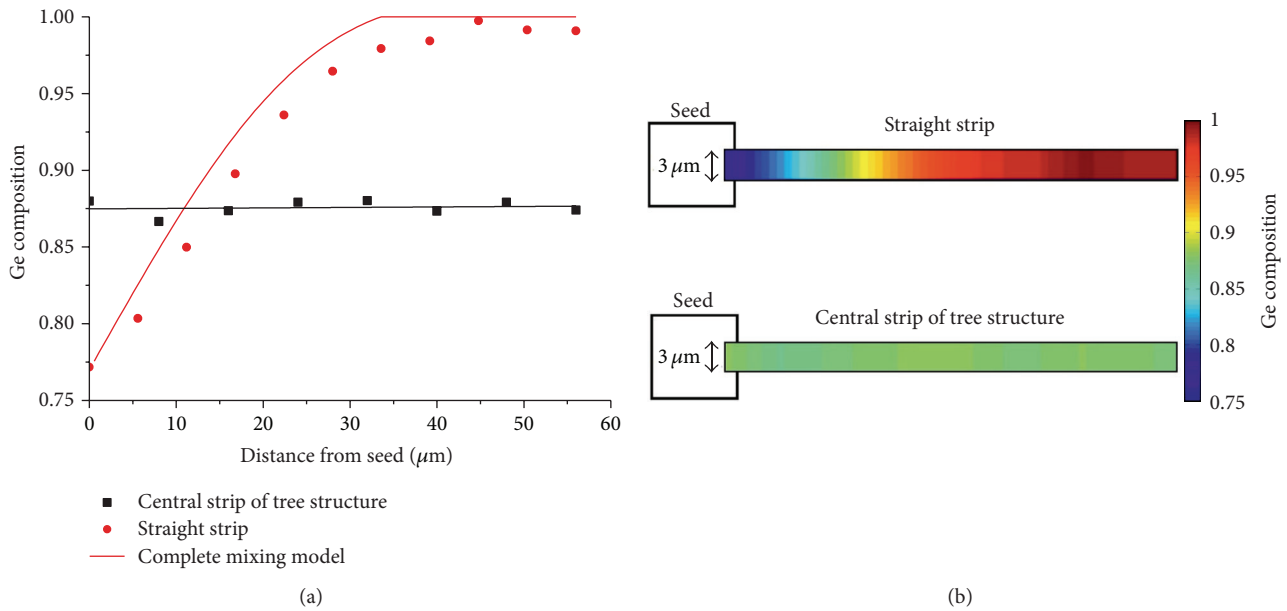 1.00
0.95
0.90
0.85
0.80
0.75
Ge composition
0 10 20 30 40 50 60
Distance from seed (μm)
Central strip of tree structure
Straight strip
Complete mixing model
(a)
Seed
Straight strip
3 μm
Seed
Central strip of tree structure
3 μm
1
0.95
0.9
0.85
0.8
0.75
Ge composition
(b)